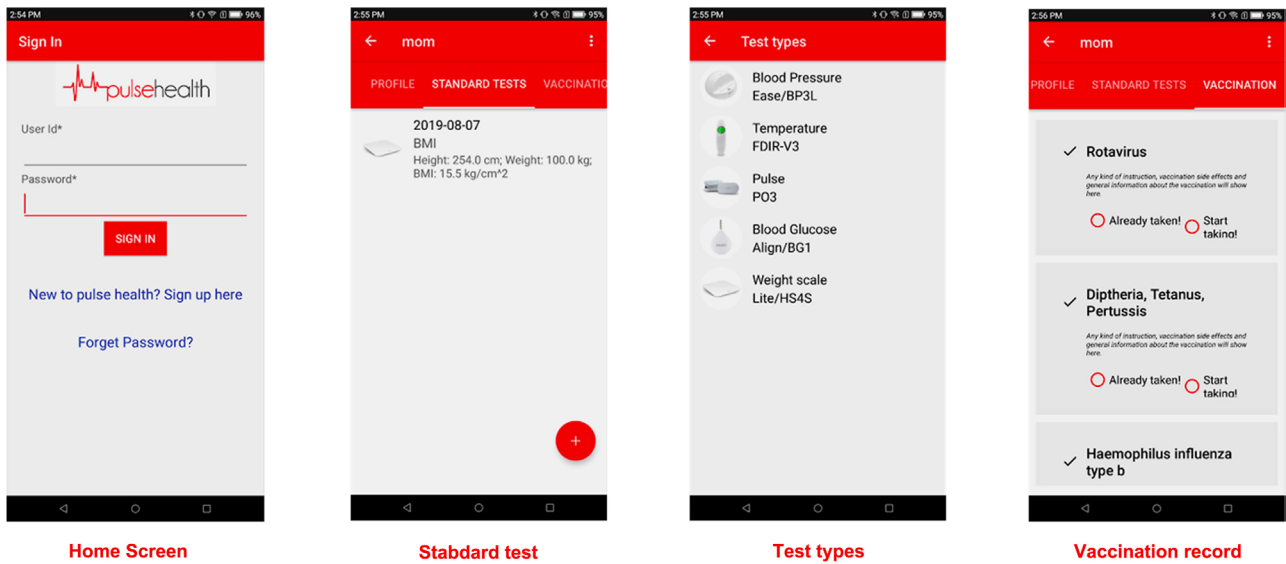 2:54 PM 96%
Sign In
pulsehealth
User Id*
Password*
SIGN IN
New to pulse health? Sign up here
Forget Password?
Home Screen
2:55 PM 95%
mom
PROFILE STANDARD TESTS VACCINATIO
2019-08-07
BMI
Height: 254.0 cm; Weight: 100.0 kg;
BMI: 15.5 kg/cm^2
+
Stabdard test
2:55 PM 95%
Test types
Blood Pressure
Ease/BP3L
Temperature
FDIR-V3
Pulse
PO3
Blood Glucose
Align/BG1
Weight scale
Lite/HS4S
Test types
2:56 PM 95%
mom
PROFILE STANDARD TESTS VACCINATION
Rotavirus
Any kind of instruction, vaccination side effects and
general information about the vaccination will show
here.
Already taken! Start
taking!
Diptheria, Tetanus,
Pertussis
Any kind of instruction, vaccination side effects and
general information about the vaccination will show
here.
Already taken! Start
taking!
Haemophilus influenza
type b
Vaccination record